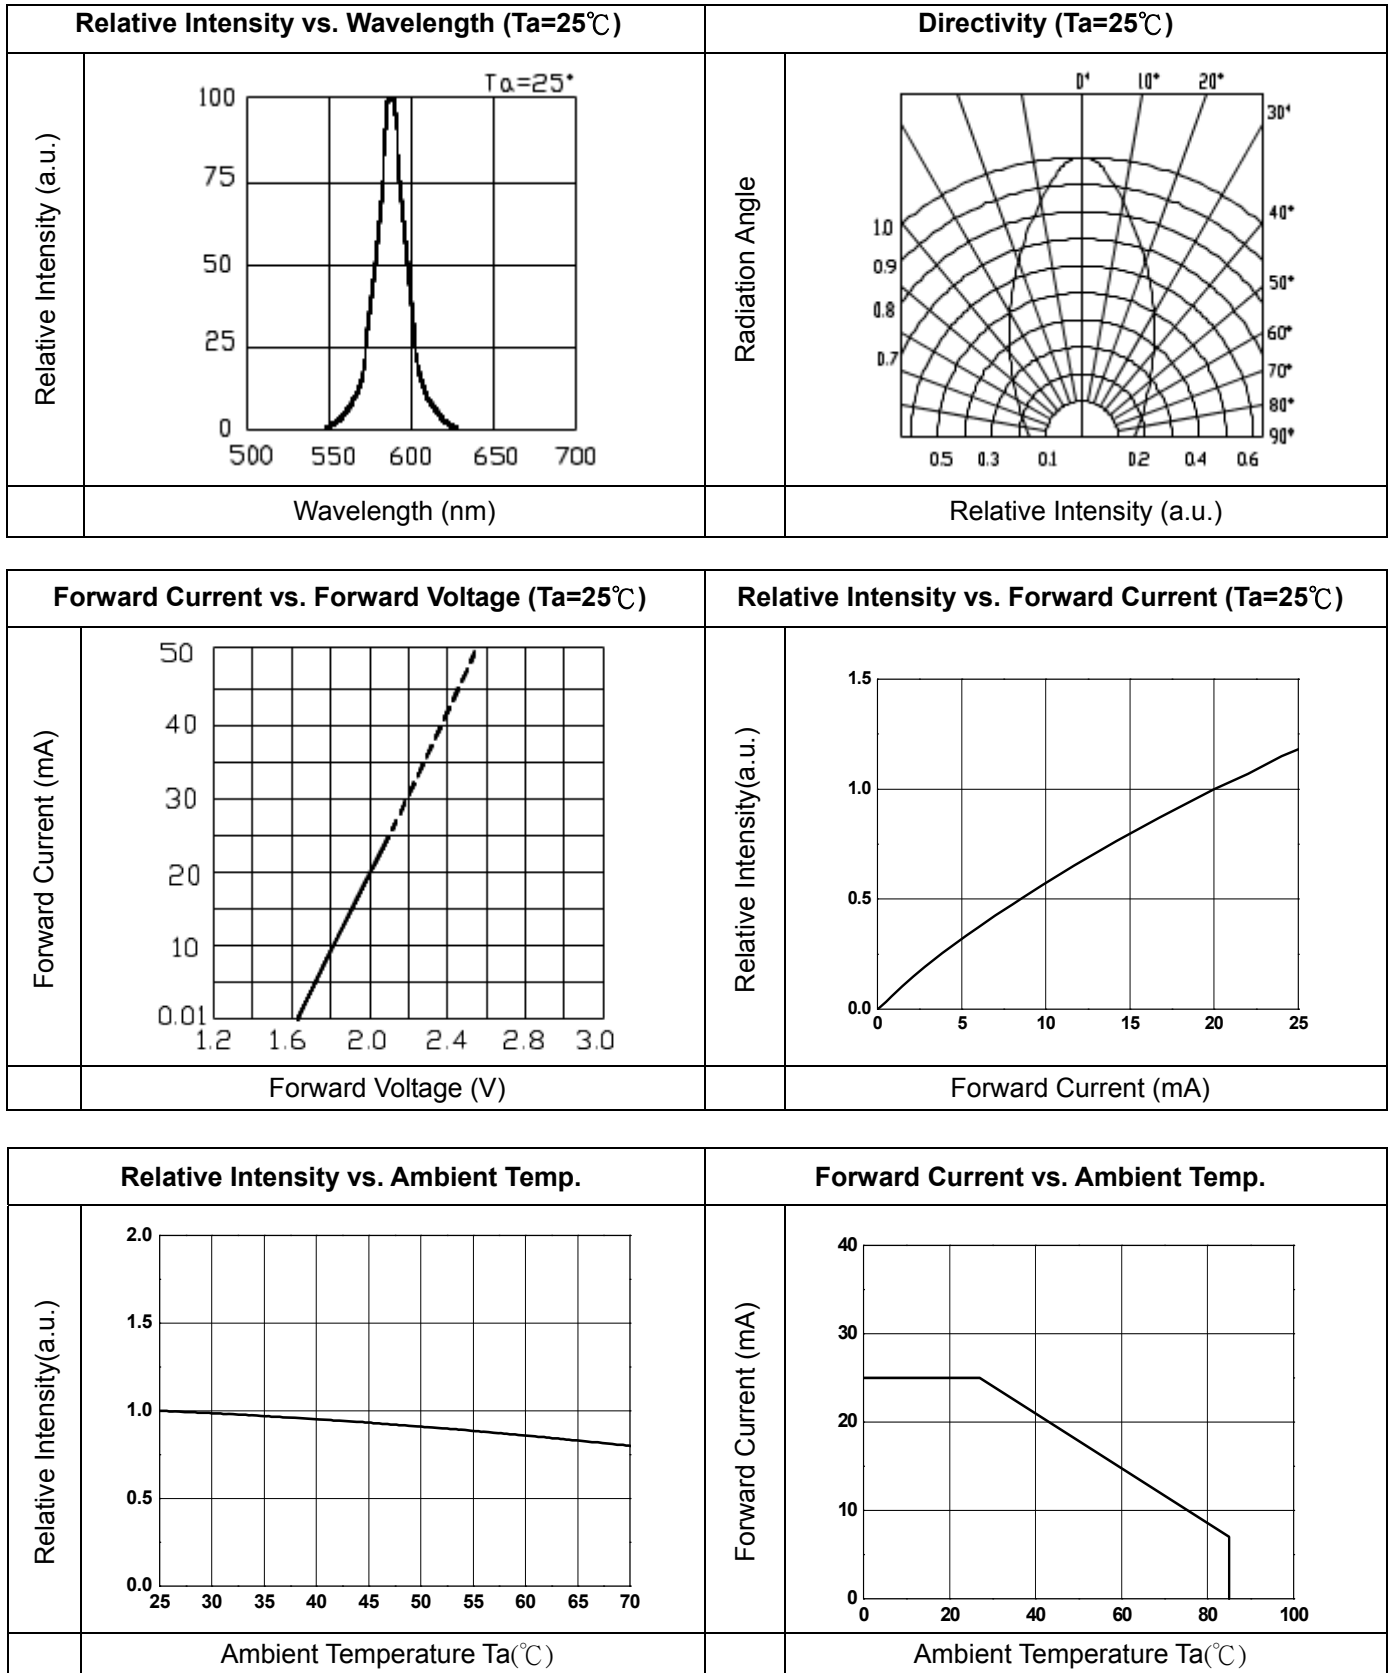 Relative Intensity vs. Wavelength (Ta=25℃)
Directivity (Ta=25℃)
Relative Intensity (a.u.)
Ta=25°
100
75
50
25
0
500 550 600 650 700
Wavelength (nm)
Radiation Angle
0° 10° 20°
30°
40°
50°
60°
70°
80°
90°
1.0
0.9
0.8
0.7
0.5 0.3 0.1 0.2 0.4 0.6
Relative Intensity (a.u.)
Forward Current vs. Forward Voltage (Ta=25℃)
Relative Intensity vs. Forward Current (Ta=25℃)
Forward Current (mA)
50
40
30
20
10
0.01
1.2 1.6 2.0 2.4 2.8 3.0
Forward Voltage (V)
Relative Intensity(a.u.)
1.5
1.0
0.5
0.0
0 5 10 15 20 25
Forward Current (mA)
Relative Intensity vs. Ambient Temp.
Forward Current vs. Ambient Temp.
Relative Intensity(a.u.)
2.0
1.5
1.0
0.5
0.0
25 30 35 40 45 50 55 60 65 70
Ambient Temperature Ta(℃)
Forward Current (mA)
40
30
20
10
0
0 20 40 60 80 100
Ambient Temperature Ta(℃)